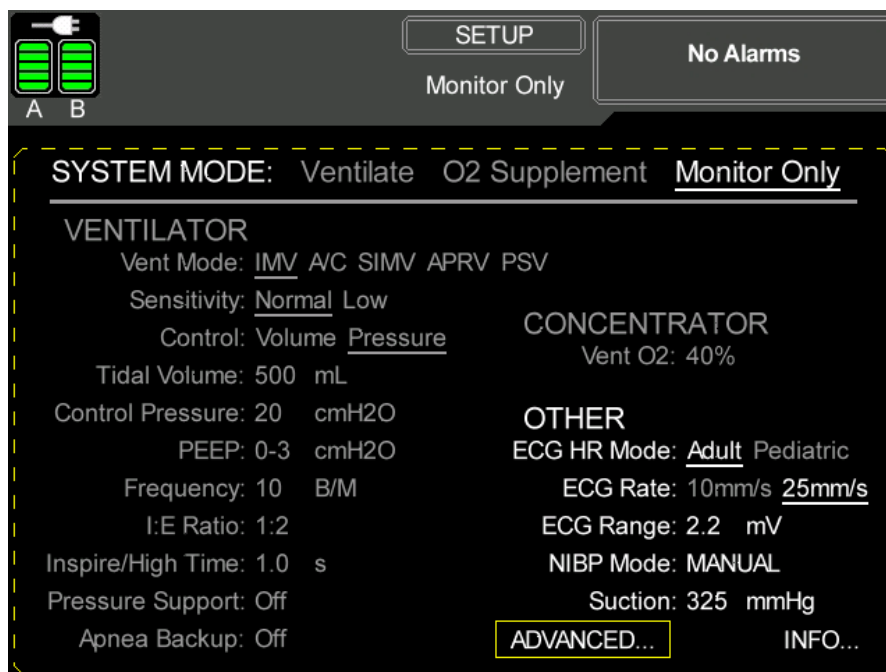 SETUP
No Alarms
Monitor Only
A B
SYSTEM MODE: Ventilate O2 Supplement Monitor Only
VENTILATOR
Vent Mode: IMV A/C SIMV APRV PSV
Sensitivity: Normal Low
Control: Volume Pressure
Tidal Volume: 500 mL
Control Pressure: 20 cmH2O
PEEP: 0-3 cmH2O
Frequency: 10 B/M
I:E Ratio: 1:2
Inspire/High Time: 1.0 s
Pressure Support: Off
Apnea Backup: Off
CONCENTRATOR
Vent O2: 40%
OTHER
ECG HR Mode: Adult Pediatric
ECG Rate: 10mm/s 25mm/s
ECG Range: 2.2 mV
NIBP Mode: MANUAL
Suction: 325 mmHg
ADVANCED... INFO...